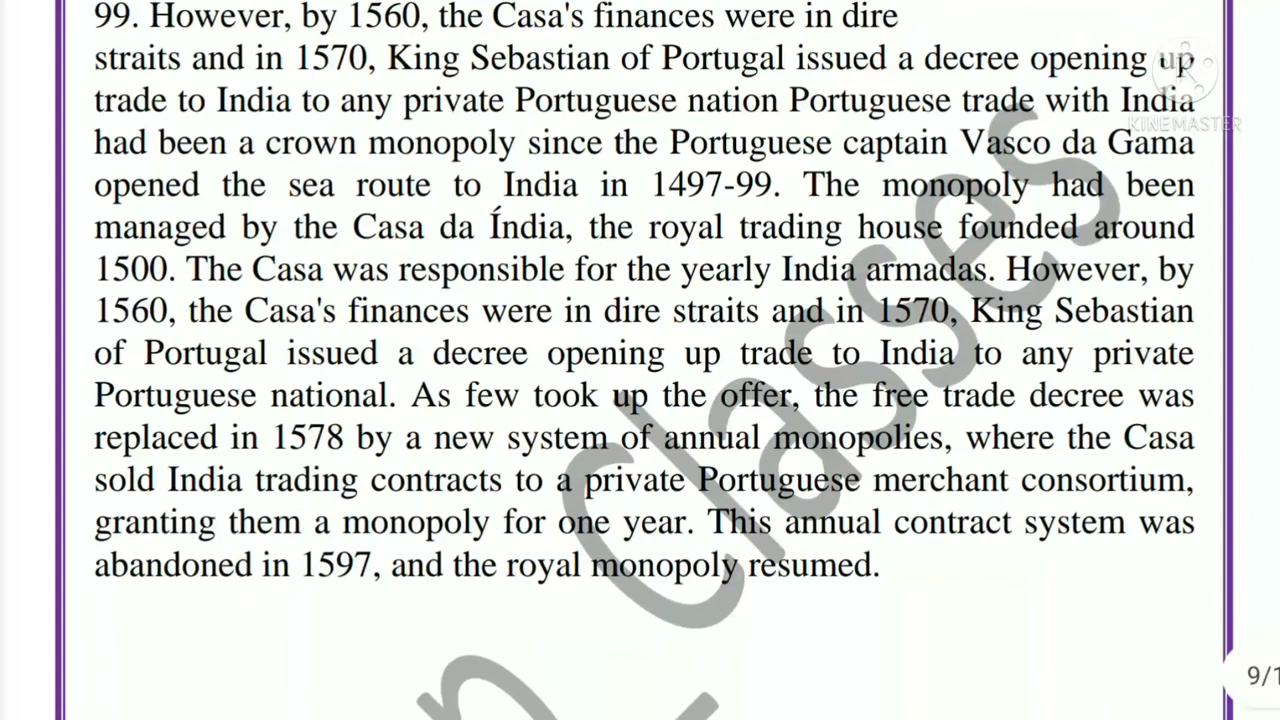 99. However, by 1560, the Casa's finances were in dire
straits and in 1570, King Sebastian of Portugal issued a decree opening up
trade to India to any private Portuguese nation Portuguese trade with India
had been a crown monopoly since the Portuguese captain Vasco da Gama
opened the sea route to India in 1497-99. The monopoly had been
managed by the Casa da Índia, the royal trading house founded around
1500. The Casa was responsible for the yearly India armadas. However, by
1560, the Casa's finances were in dire straits and in 1570, King Sebastian
of Portugal issued a decree opening up trade to India to any private
Portuguese national. As few took up the offer, the free trade decree was
replaced in 1578 by a new system of annual monopolies, where the Casa
sold India trading contracts to a private Portuguese merchant consortium,
granting them a monopoly for one year. This annual contract system was
abandoned in 1597, and the royal monopoly resumed.
K
KINEMASTER
Classes
9/1